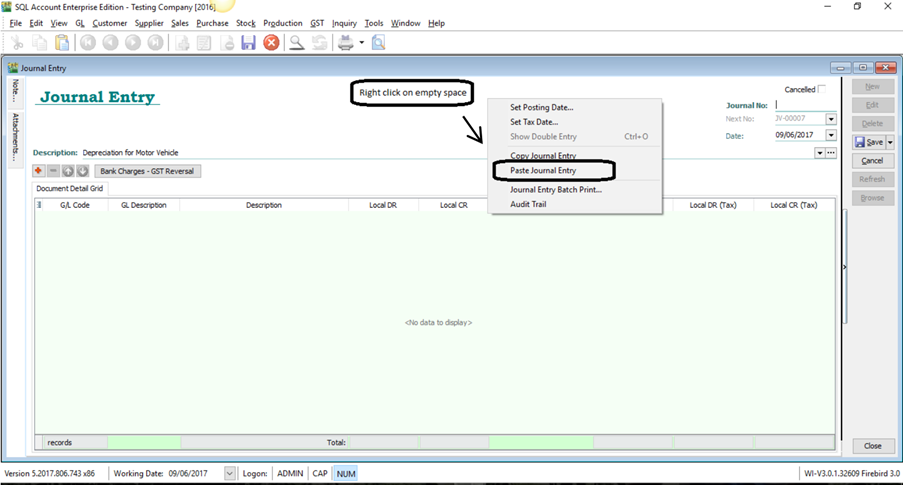 SQL Account Enterprise Edition - Testing Company [2016]
File Edit View GL Customer Supplier Sales Purchase Stock Production GST Inquiry Tools Window Help
Journal Entry
Note...
Attachments...
Journal Entry
Right click on empty space
Cancelled
Journal No:
Next No: JV-00007
Date: 09/06/2017
Description: Depreciation for Motor Vehicle
Bank Charges - GST Reversal
Document Detail Grid
G/L Code GL Description Description Local DR Local CR Local DR (Tax) Local CR (Tax)
Set Posting Date...
Set Tax Date...
Show Double Entry Ctrl+O
Copy Journal Entry
Paste Journal Entry
Journal Entry Batch Print...
Audit Trail
New
Edit
Delete
Save
Cancel
Refresh
Browse
<No data to display>
records Total:
Close
Version 5.2017.806.743 x86 Working Date: 09/06/2017 Logon: ADMIN CAP NUM WI-V3.0.1.32609 Firebird 3.0